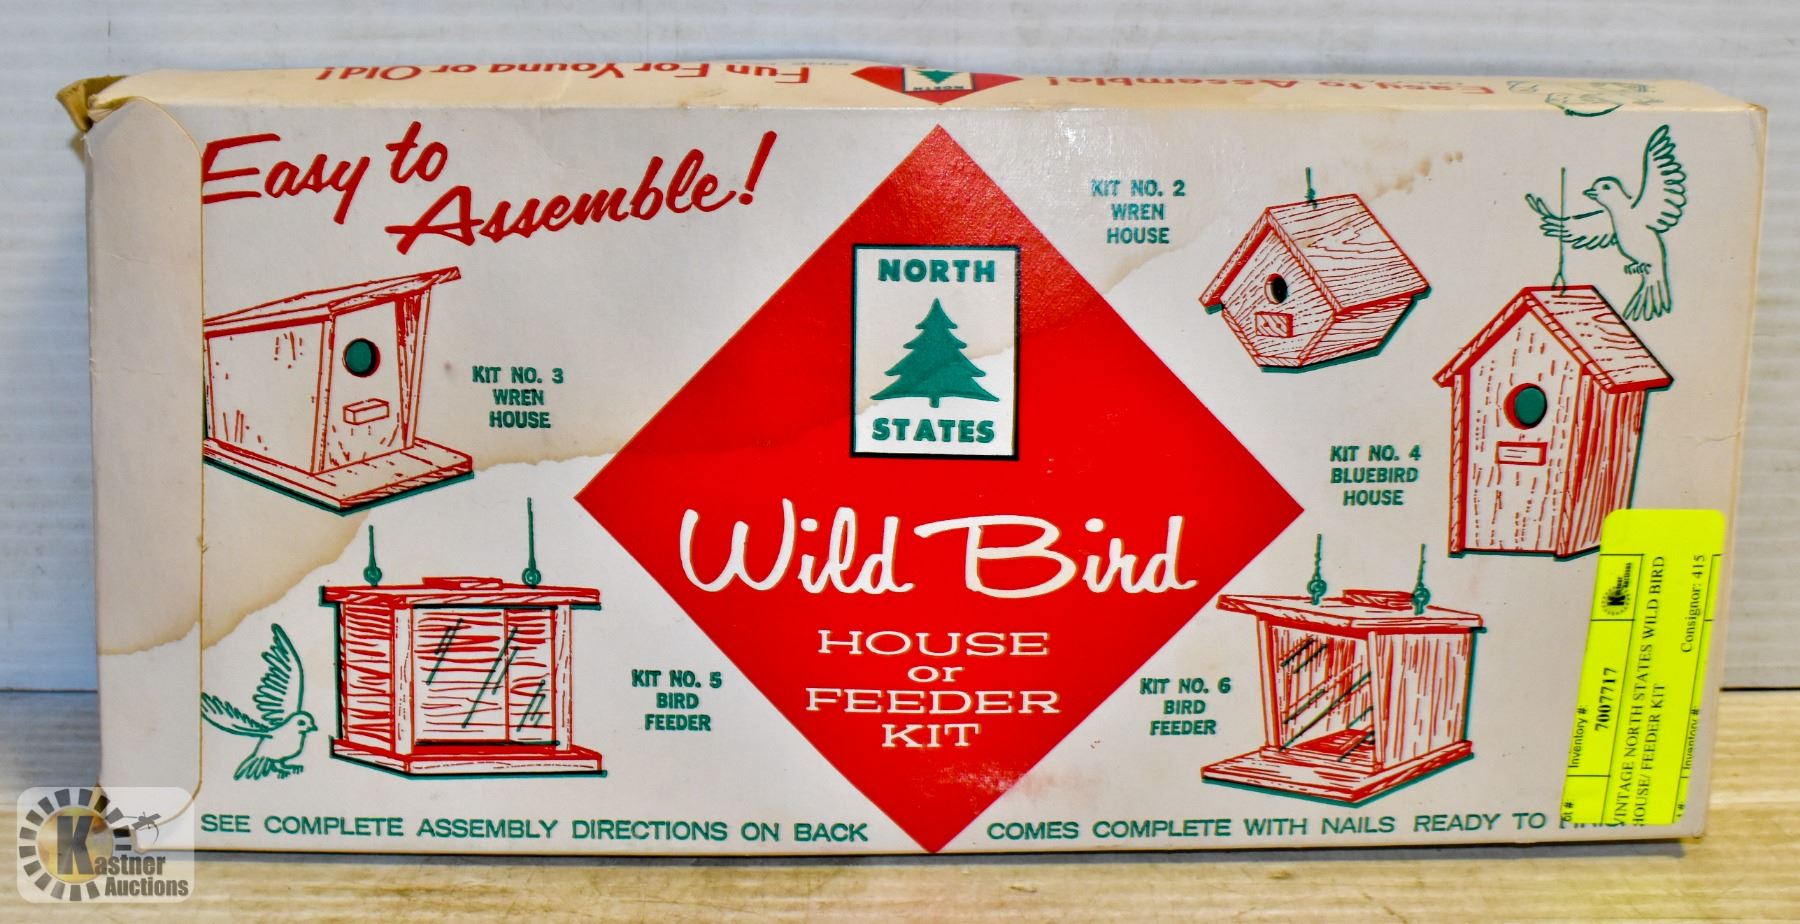 Easy to Assemble!
Fun For Young or Old!
NORTH
Easy to
Assemble!
NORTH
STATES
Wild Bird
HOUSE
or
FEEDER
KIT
KIT NO. 3
WREN
HOUSE
KIT NO. 2
WREN
HOUSE
KIT NO. 4
BLUEBIRD
HOUSE
KIT NO. 5
BIRD
FEEDER
KIT NO. 6
BIRD
FEEDER
SEE COMPLETE ASSEMBLY DIRECTIONS ON BACK
COMES COMPLETE WITH NAILS READY TO
Inventory #:
7007717
VINTAGE NORTH STATES WILD BIRD
HOUSE/ FEEDER KIT
Consignor: 415
Inventory #:
Kastner
Auctions